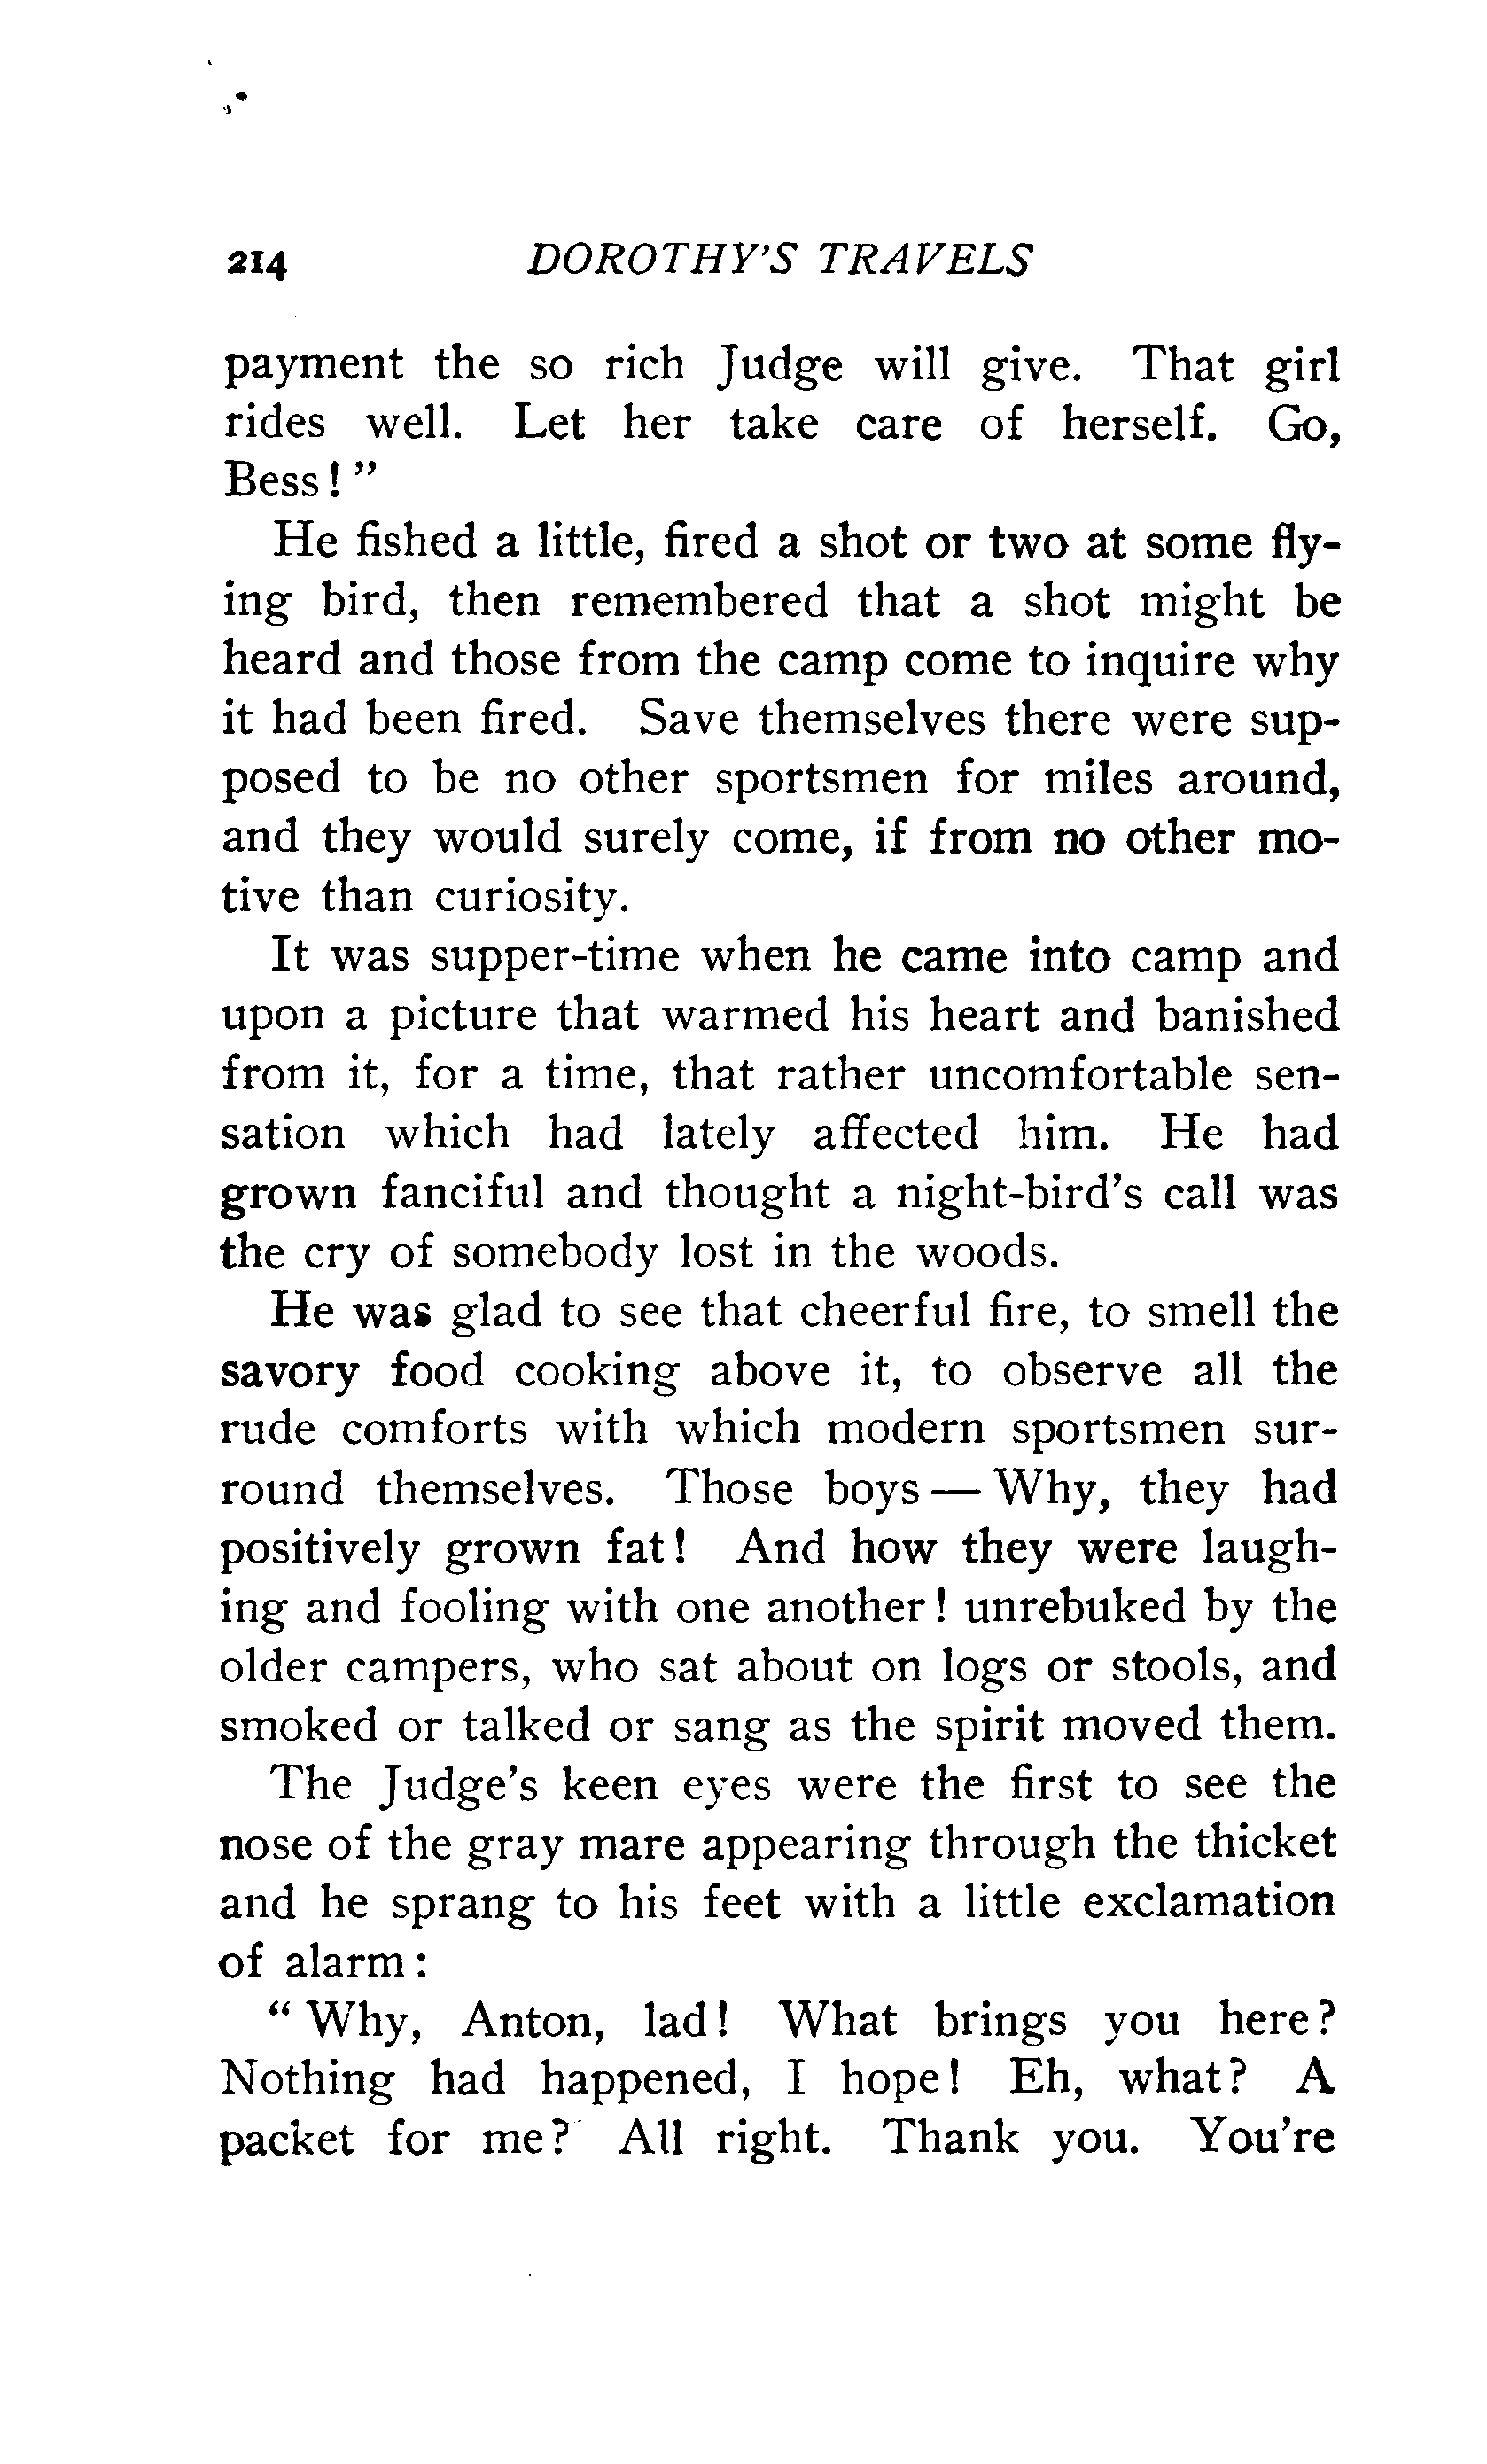 214 DOROTHY'S TRAVELS
payment the so rich Judge will give. That girl
rides well. Let her take care of herself. Go,
Bess!"
He fished a little, fired a shot or two at some fly-
ing bird, then remembered that a shot might be
heard and those from the camp come to inquire why
it had been fired. Save themselves there were sup-
posed to be no other sportsmen for miles around,
and they would surely come, if from no other mo-
tive than curiosity.
It was supper-time when he came into camp and
upon a picture that warmed his heart and banished
from it, for a time, that rather uncomfortable sen-
sation which had lately affected him. He had
grown fanciful and thought a night-bird's call was
the cry of somebody lost in the woods.
He was glad to see that cheerful fire, to smell the
savory food cooking above it, to observe all the
rude comforts with which modern sportsmen sur-
round themselves. Those boys — Why, they had
positively grown fat! And how they were laugh-
ing and fooling with one another! unrebuked by the
older campers, who sat about on logs or stools, and
smoked or talked or sang as the spirit moved them.
The Judge's keen eyes were the first to see the
nose of the gray mare appearing through the thicket
and he sprang to his feet with a little exclamation
of alarm:
"Why, Anton, lad! What brings you here?
Nothing had happened, I hope! Eh, what? A
packet for me? All right. Thank you. You're